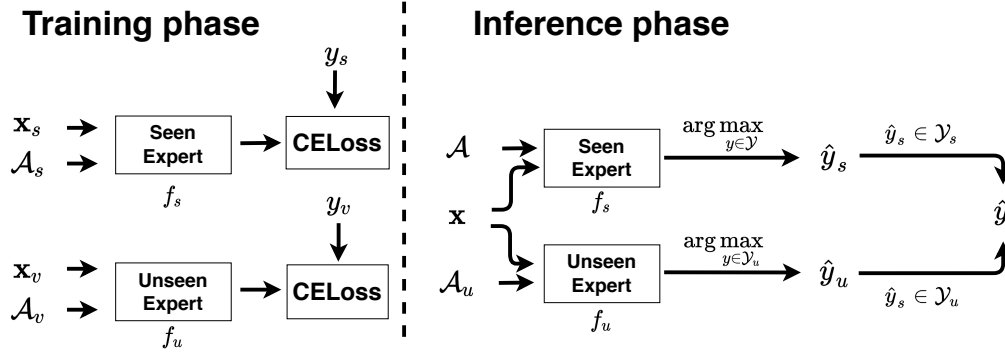 Training phase
y_s
x_s
A_s
Seen
Expert
f_s
CELoss
y_v
x_v
A_v
Unseen
Expert
f_u
CELoss
Inference phase
A
x
A_u
Seen
Expert
f_s
arg max
y∈Y
ŷ_s
ŷ_s ∈ Y_s
ŷ
Unseen
Expert
f_u
arg max
y∈Y_u
ŷ_u
ŷ_s ∈ Y_u